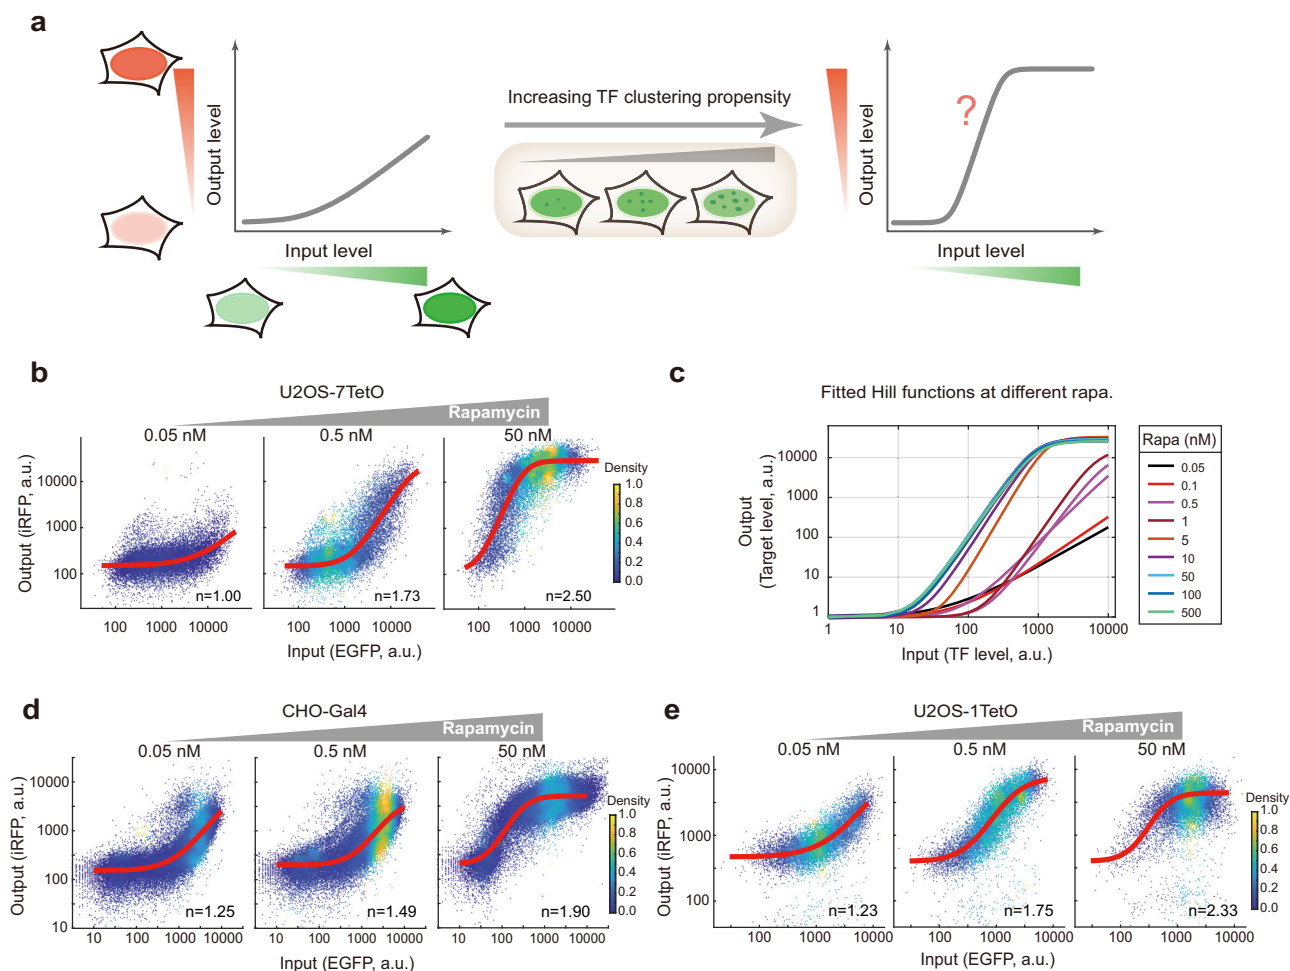 a
Output level
Input level
Increasing TF clustering propensity
Output level
?
Input level
b
U2OS-7TetO
Rapamycin
0.05 nM
0.5 nM
50 nM
Output (iRFP, a.u.)
10000
1000
100
n=1.00
n=1.73
n=2.50
Density
1.0
0.8
0.6
0.4
0.2
0.0
100 1000 10000
100 1000 10000
100 1000 10000
Input (EGFP, a.u.)
c
Fitted Hill functions at different rapa.
Output
(Target level, a.u.)
10000
1000
100
10
1
1 10 100 1000 10000
Input (TF level, a.u.)
Rapa (nM)
0.05
0.1
0.5
1
5
10
50
100
500
d
CHO-Gal4
Rapamycin
0.05 nM
0.5 nM
50 nM
Output (iRFP, a.u.)
10000
1000
100
10
n=1.25
n=1.49
n=1.90
Density
1.0
0.8
0.6
0.4
0.2
0.0
10 100 1000 10000
10 100 1000 10000
10 100 1000 10000
Input (EGFP, a.u.)
e
U2OS-1TetO
Rapamycin
0.05 nM
0.5 nM
50 nM
Output (iRFP, a.u.)
10000
1000
100
n=1.23
n=1.75
n=2.33
Density
1.0
0.8
0.6
0.4
0.2
0.0
100 1000 10000
100 1000 10000
100 1000 10000
Input (EGFP, a.u.)